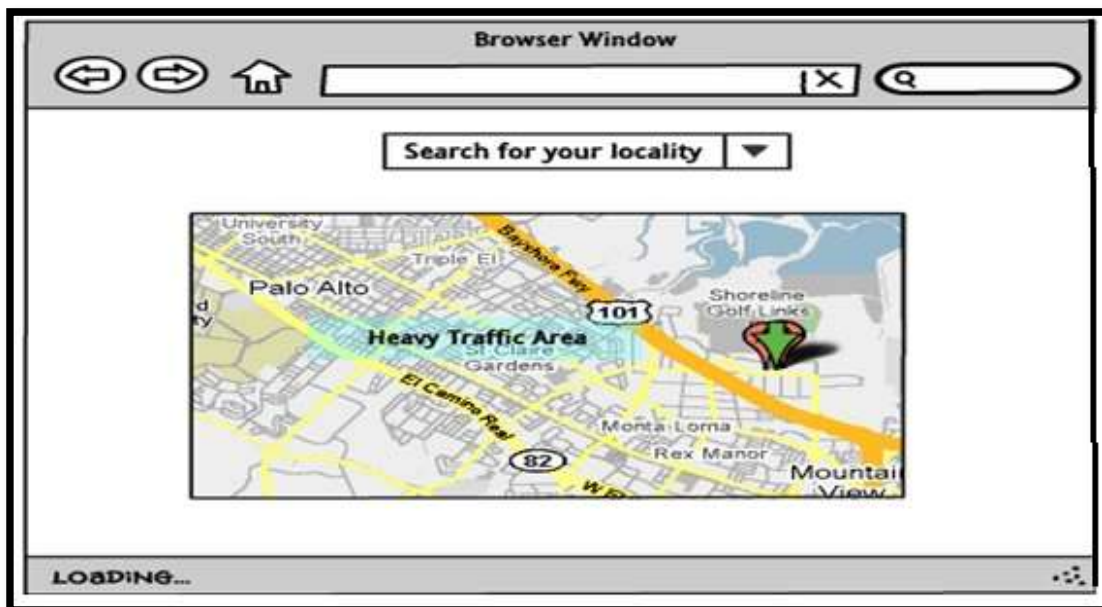 Browser Window
Search for your locality
University
South
Triple El
Bayshore Fwy
Palo Alto
101
Shoreline
Golf Links
Heavy Traffic Area
St Claire
Gardens
El Camino Real
Monta Loma
Rex Manor
82
Mountai
View
W El
LOADING...